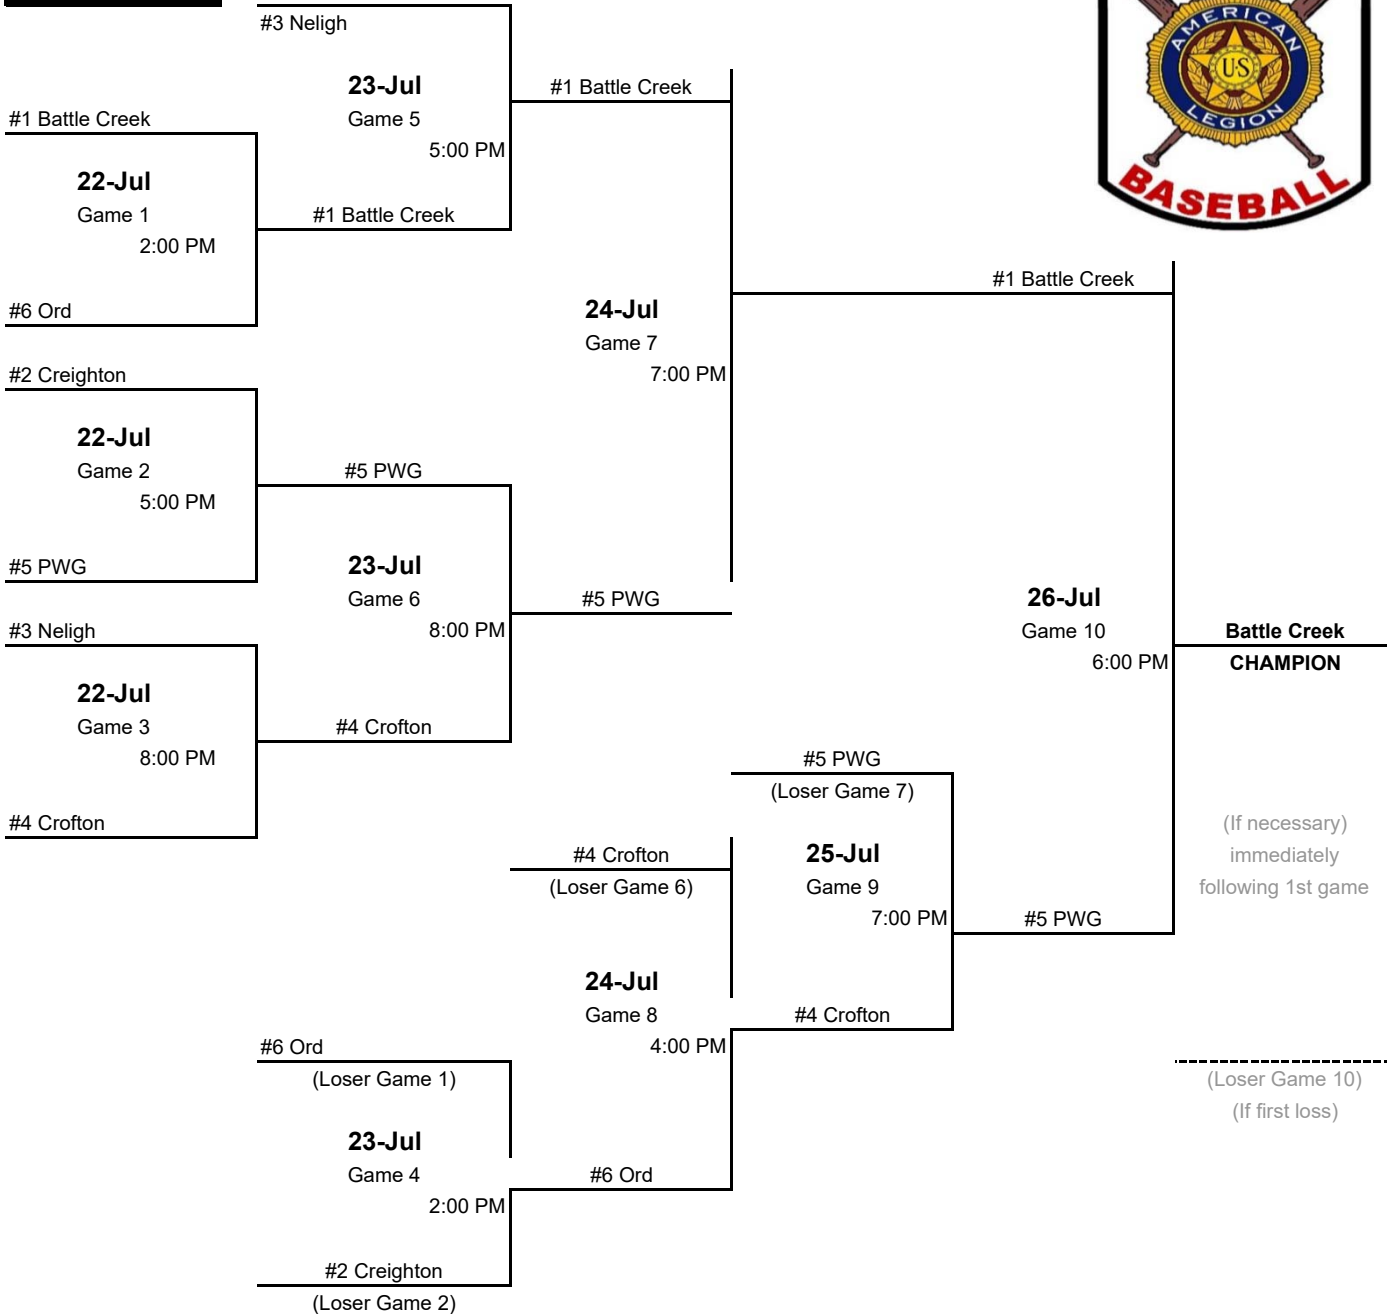 #3 Neligh
23-Jul
Game 5
5:00 PM
#1 Battle Creek
#1 Battle Creek
22-Jul
Game 1
2:00 PM
#6 Ord
#1 Battle Creek
AMERICAN
U.S
LEGION
BASEBALL
#1 Battle Creek
24-Jul
Game 7
7:00 PM
#2 Creighton
22-Jul
Game 2
5:00 PM
#5 PWG
#5 PWG
23-Jul
Game 6
8:00 PM
#5 PWG
#3 Neligh
22-Jul
Game 3
8:00 PM
#4 Crofton
#4 Crofton
26-Jul
Game 10
6:00 PM
Battle Creek
CHAMPION
#5 PWG
(Loser Game 7)
25-Jul
Game 9
7:00 PM
#5 PWG
(If necessary)
immediately
following 1st game
#4 Crofton
(Loser Game 6)
24-Jul
Game 8
4:00 PM
#4 Crofton
#6 Ord
(Loser Game 1)
23-Jul
Game 4
2:00 PM
#6 Ord
#2 Creighton
(Loser Game 2)
(Loser Game 10)
(If first loss)